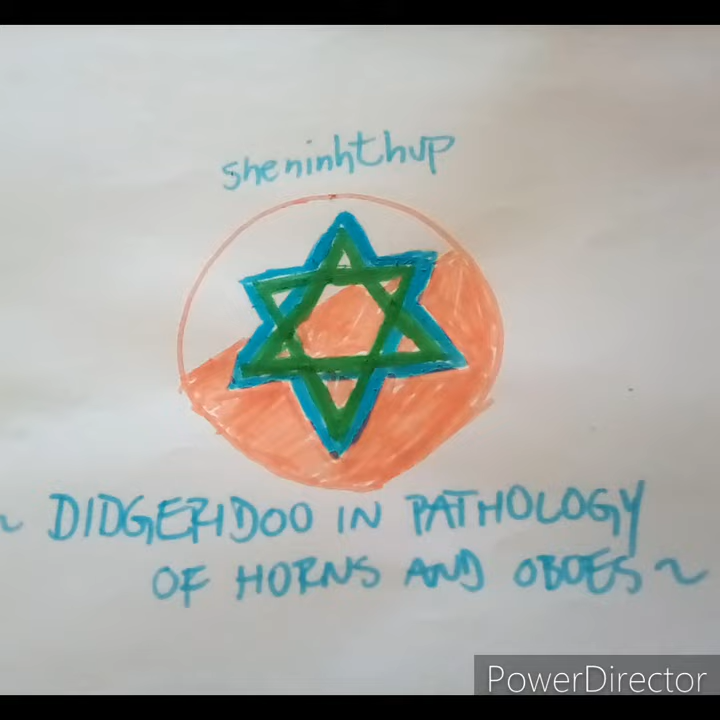 sheninhthup
~ DIDGERIDOO IN PATHOLOGY
OF HORNS AND OBOES ~
PowerDirector